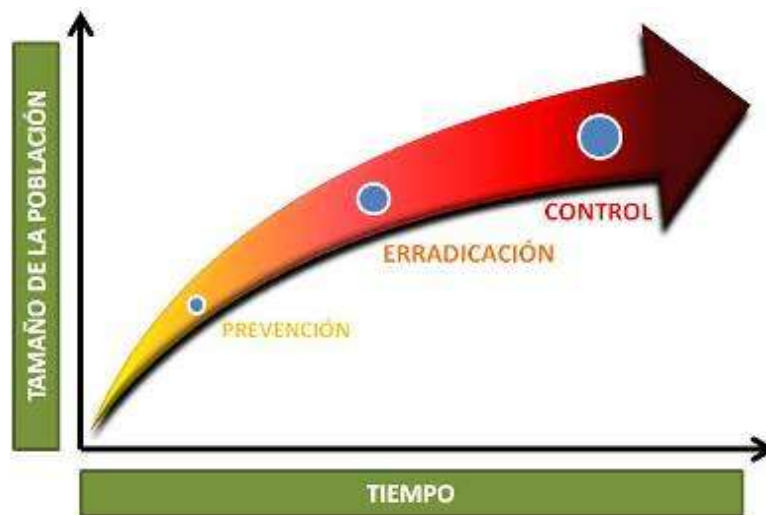 TAMAÑO DE LA POBLACIÓN
CONTROL
ERRADICACIÓN
PREVENCIÓN
TIEMPO